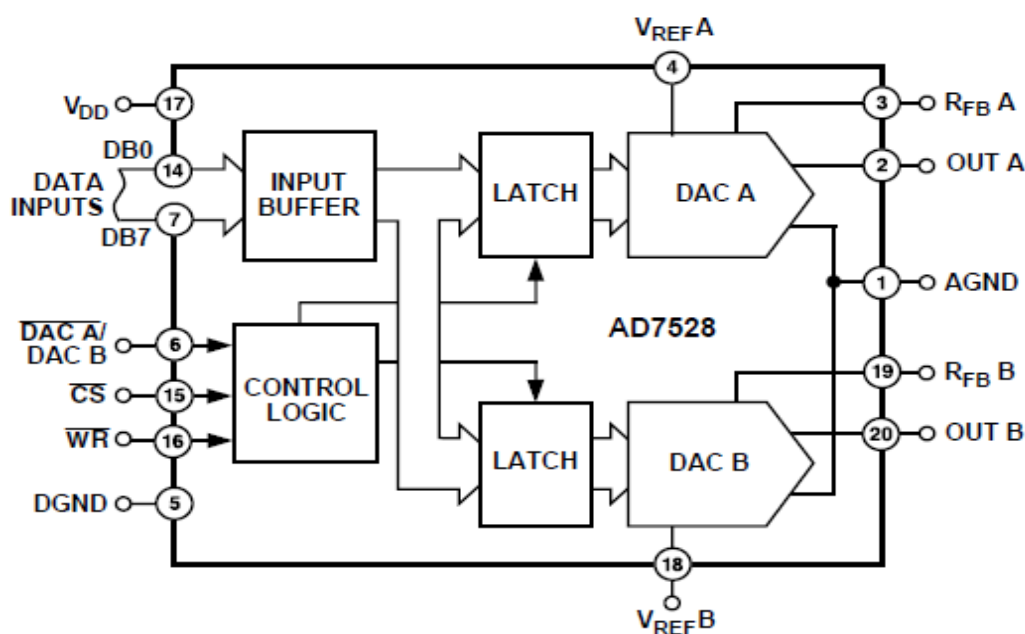 VREFA
4
VDD
17
3
RFB A
DB0
14
DATA
INPUTS
7
DB7
INPUT
BUFFER
LATCH
DAC A
2
OUT A
1
AGND
AD7528
DAC A/
DAC B
6
CS
15
WR
16
CONTROL
LOGIC
19
RFB B
20
OUT B
LATCH
DAC B
DGND
5
18
VREFB